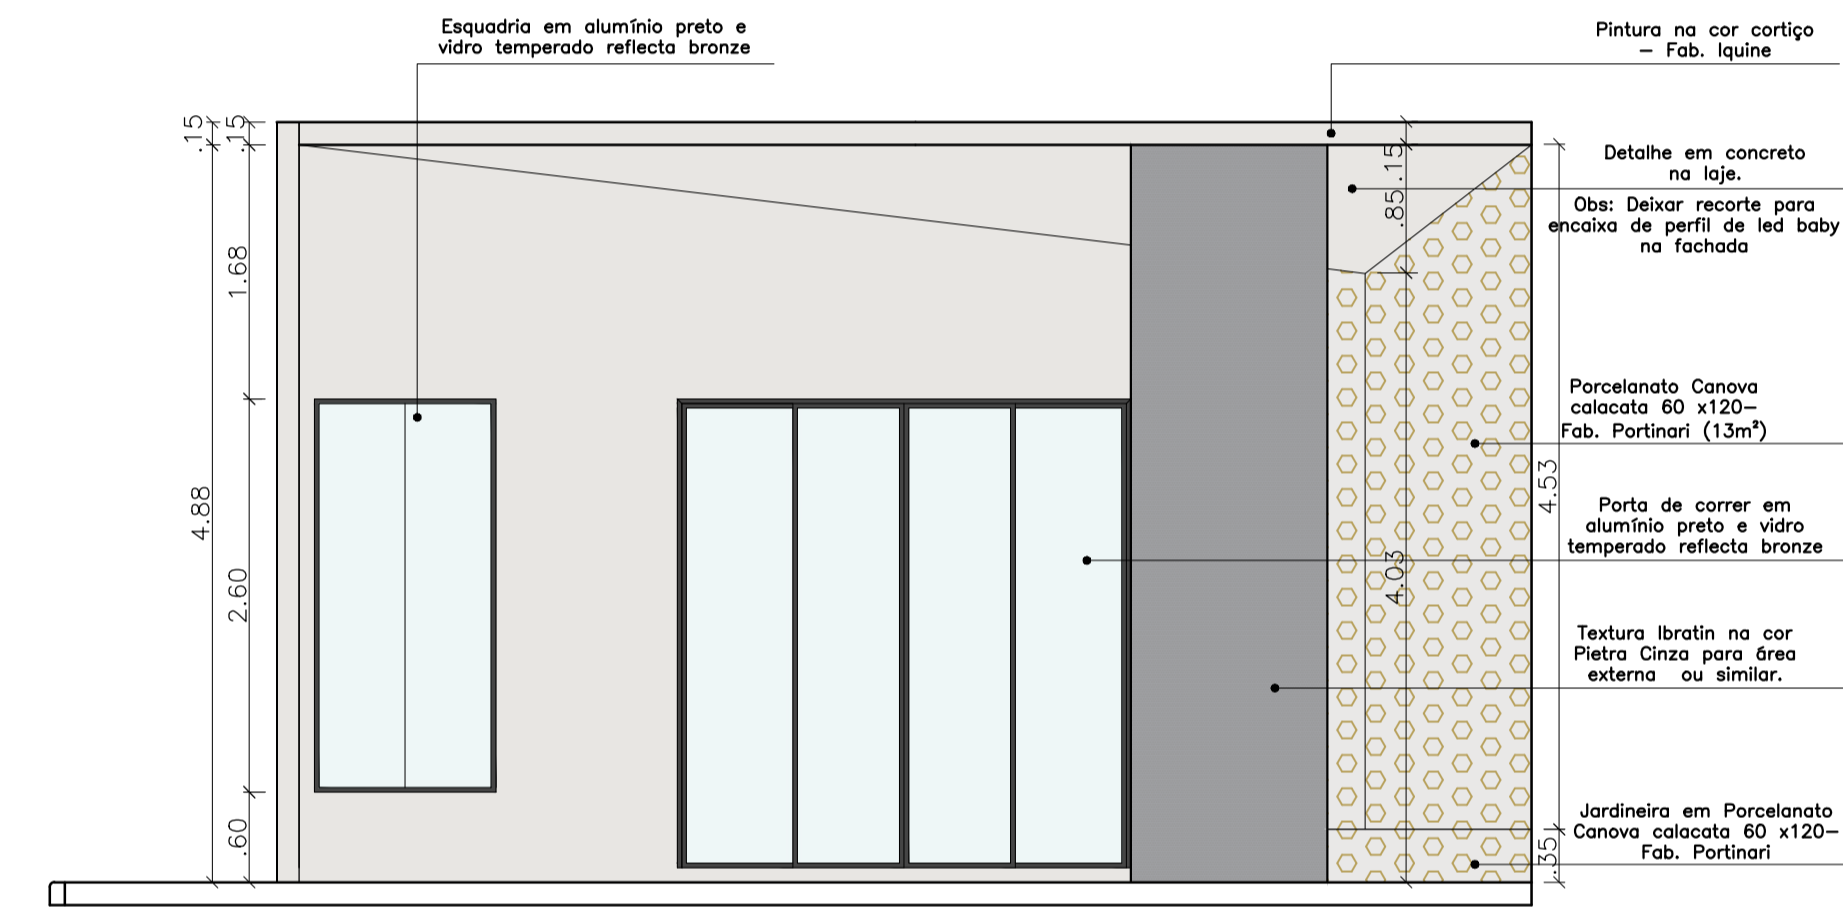 Esquadria em alumínio preto e
vidro temperado reflecta bronze
Pintura na cor cortiço
– Fab. Iquine
Detalhe em concreto
na laje.
Obs: Deixar recorte para
encaixa de perfil de led baby
na fachada
Porcelanato Canova
calacata 60 x120–
Fab. Portinari (13m²)
Porta de correr em
alumínio preto e vidro
temperado reflecta bronze
Textura Ibratin na cor
Pietra Cinza para área
externa ou similar.
Jardineira em Porcelanato
Canova calacata 60 x120–
Fab. Portinari
.15
4.88
.15
1.68
2.60
.60
.15
.85
4.03
4.53
.35